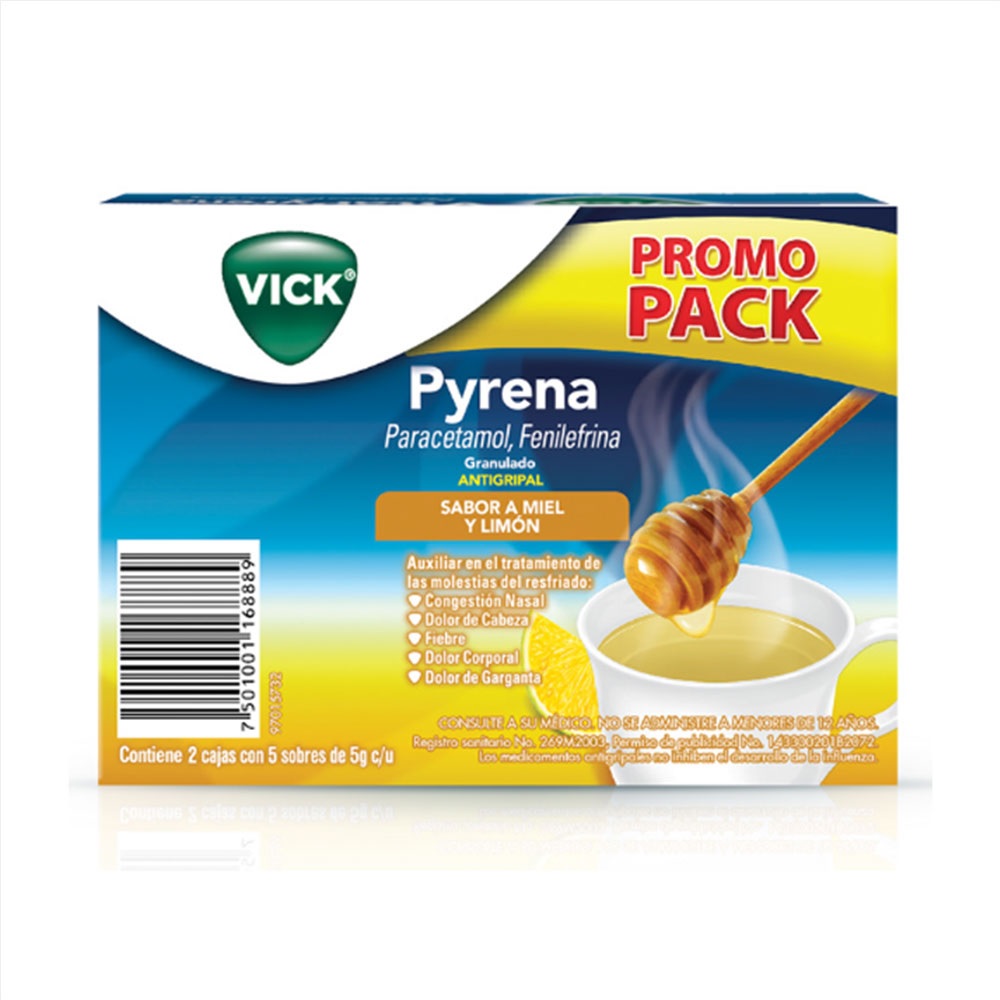 VICK®
PROMO
PACK
Pyrena
Paracetamol, Fenilefrina
Granulado
ANTIGRIPAL
SABOR A MIEL
Y LIMÓN
Auxiliar en el tratamiento de
las molestias del resfriado:
Congestión Nasal
Dolor de Cabeza
Fiebre
Dolor Corporal
Dolor de Garganta
7 501001 168889
97015732
Contiene 2 cajas con 5 sobres de 5g c/u
CONSULTE A SU MÉDICO. NO SE ADMINISTRE A MENORES DE 12 AÑOS.
Registro sanitario No. 269M2003, Permiso de publicidad No.
Los medicamentos antigripales no inhiben el desarrollo de la Influenza.